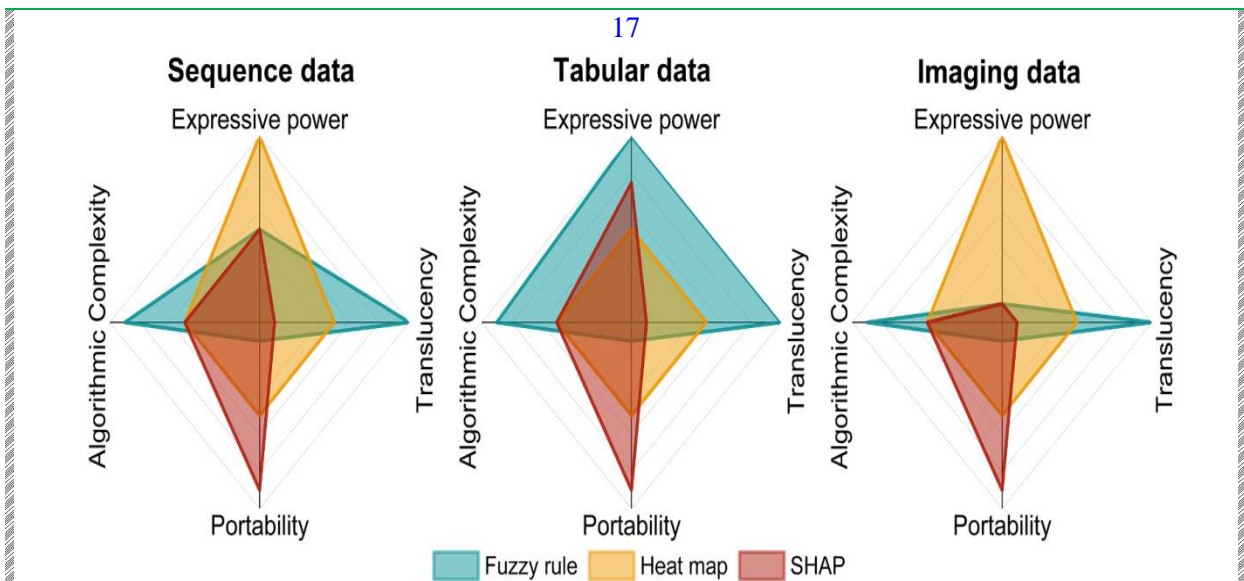 17
Sequence data
Expressive power
Algorithmic Complexity
Translucency
Portability
Tabular data
Expressive power
Algorithmic Complexity
Translucency
Portability
Imaging data
Expressive power
Algorithmic Complexity
Translucency
Portability
Fuzzy rule
Heat map
SHAP